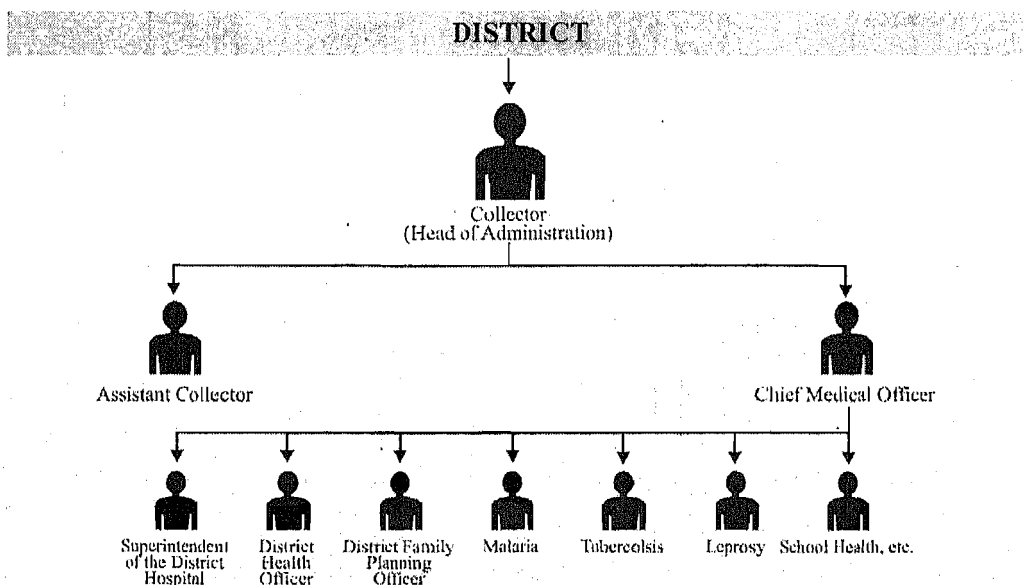 DISTRICT
Collector
(Head of Administration)
Assistant Collector
Chief Medical Officer
Superintendent
of the District
Hospital
District
Health
Officer
District Family
Planning
Officer
Malaria
Tubercolsis
Leprosy
School Health, etc.